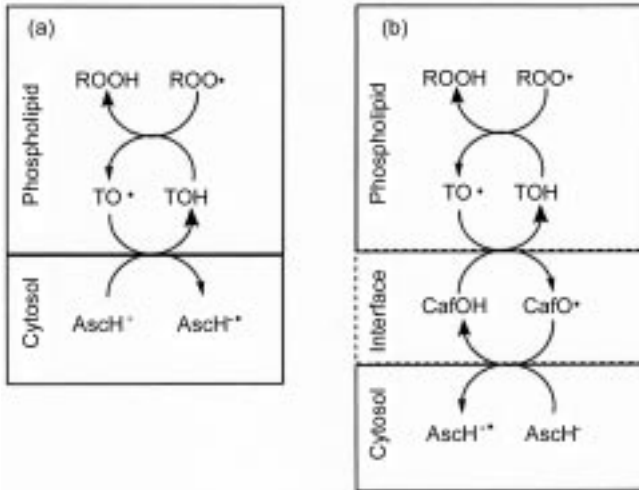 (a)
Phospholipid
ROOH ROO•
TO• TOH
Cytosol
AscH⁻ AscH⁻•
(b)
Phospholipid
ROOH ROO•
TO• TOH
Interface
CafOH CafO•
Cytosol
AscH⁻• AscH⁻